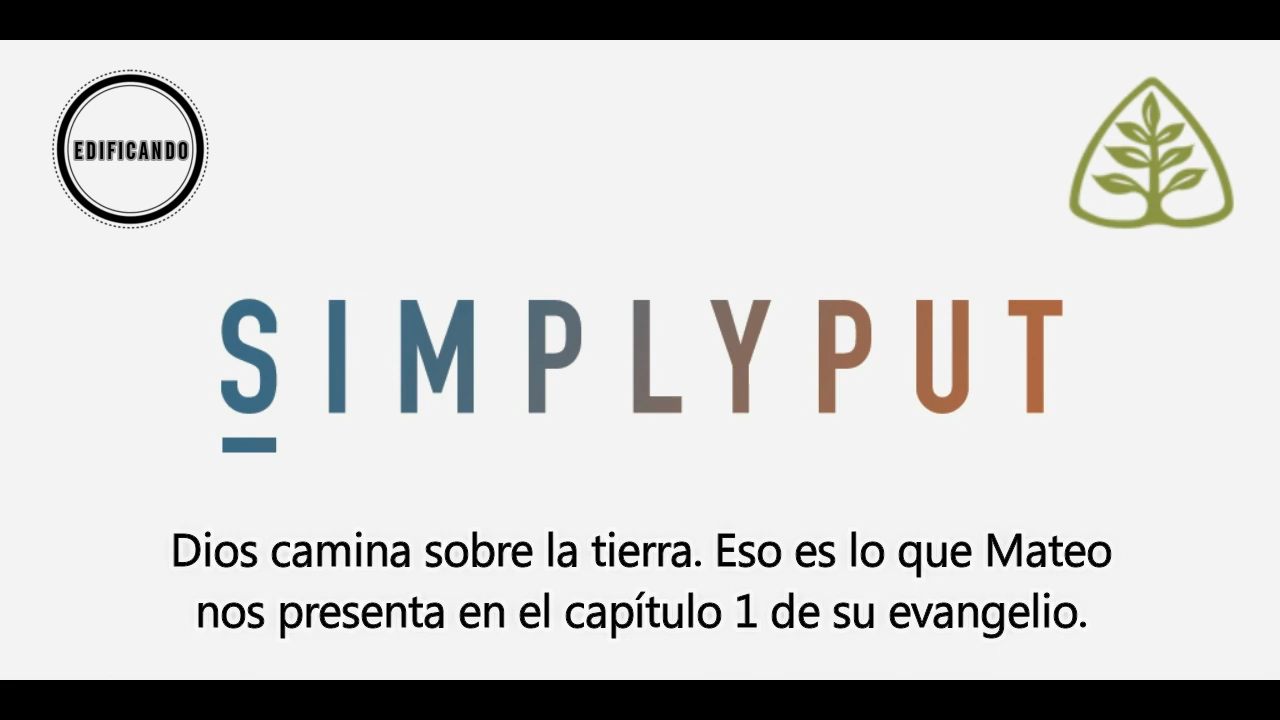 EDIFICANDO
SIMPLYPUT
Dios camina sobre la tierra. Eso es lo que Mateo
nos presenta en el capítulo 1 de su evangelio.